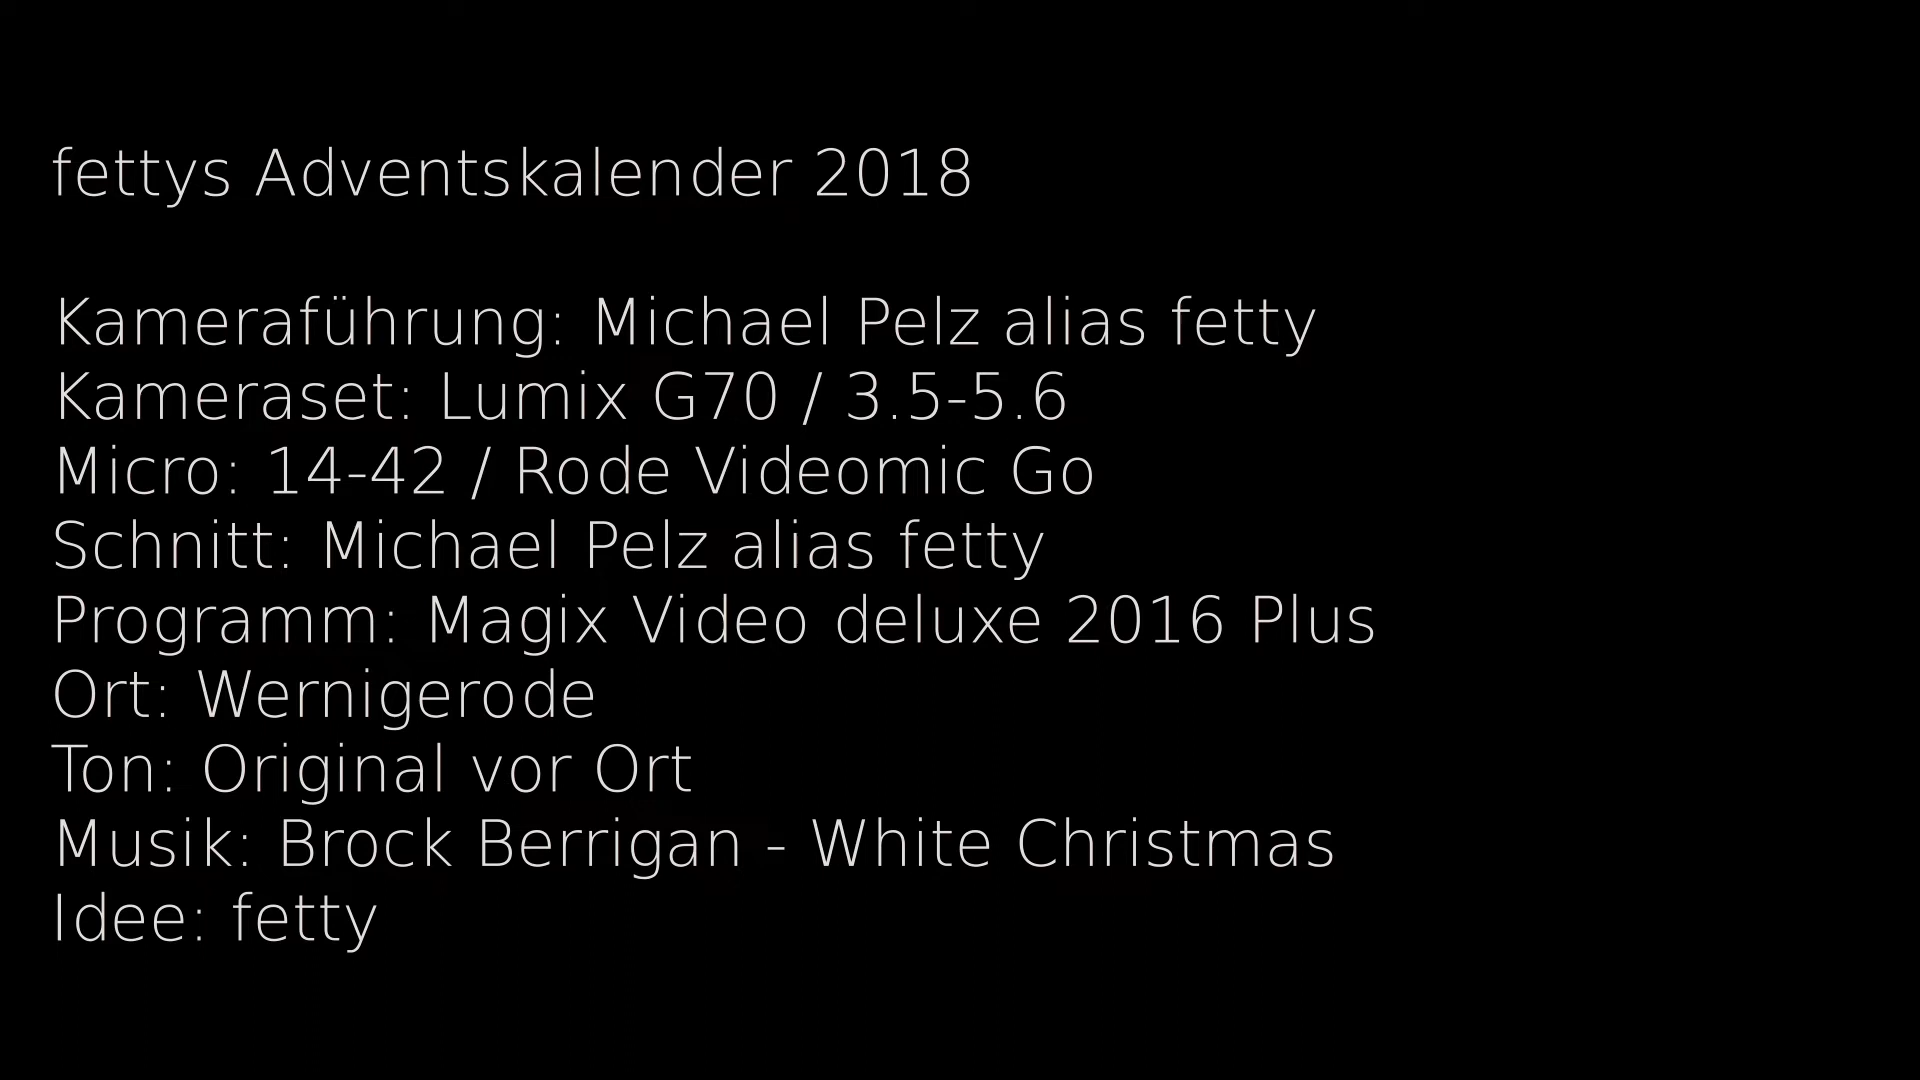 fettys Adventskalender 2018
Kameraführung: Michael Pelz alias fetty
Kameraset: Lumix G70 / 3.5-5.6
Micro: 14-42 / Rode Videomic Go
Schnitt: Michael Pelz alias fetty
Programm: Magix Video deluxe 2016 Plus
Ort: Wernigerode
Ton: Original vor Ort
Musik: Brock Berrigan - White Christmas
Idee: fetty